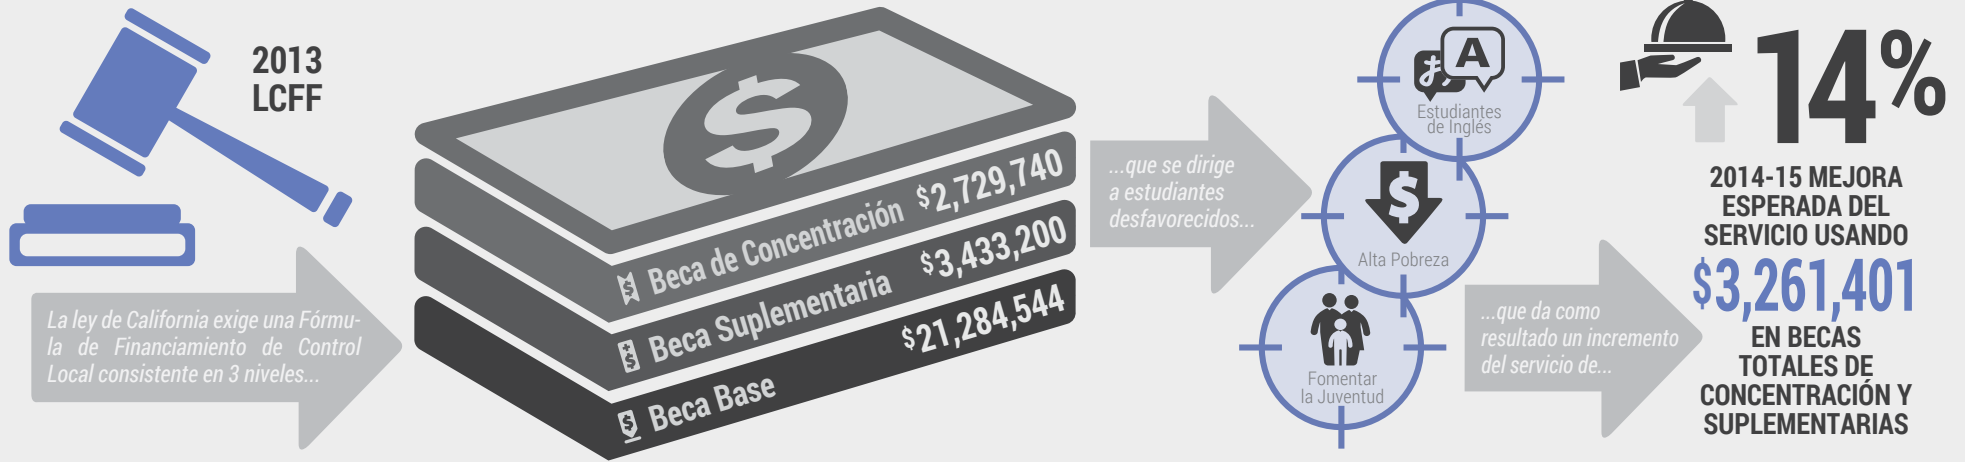 2013
LCFF
La ley de California exige una Fórmu-
la de Financiamiento de Control
Local consistente en 3 niveles...
$
Beca de Concentración $2,729,740
Beca Suplementaria $3,433,200
Beca Base $21,284,544
...que se dirige
a estudiantes
desfavorecidos...
A
Estudiantes
de Inglés
$
Alta Pobreza
Fomentar
la Juventud
...que da como
resultado un incremento
del servicio de...
14%
2014-15 MEJORA
ESPERADA DEL
SERVICIO USANDO
$3,261,401
EN BECAS
TOTALES DE
CONCENTRACIÓN Y
SUPLEMENTARIAS